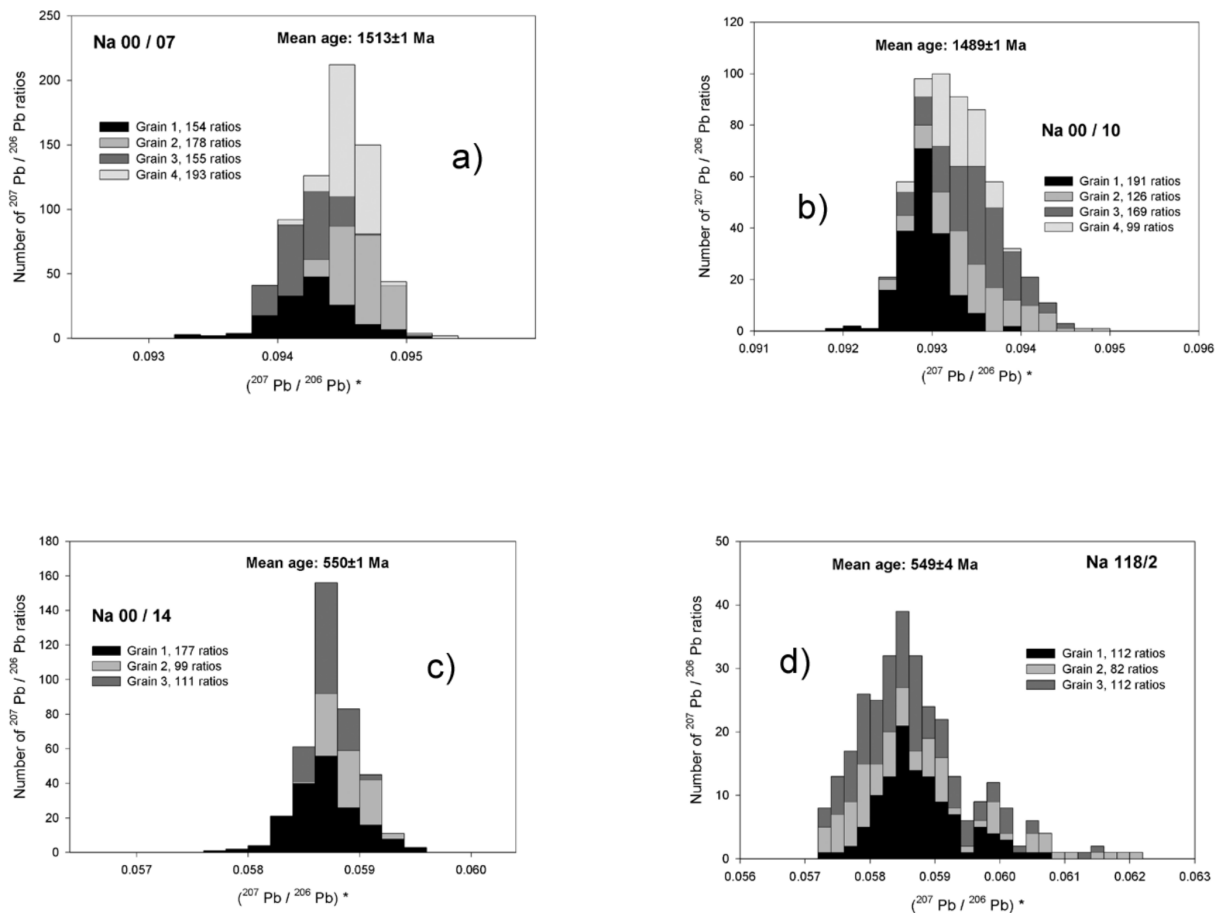 Na 00 / 07
Mean age: 1513±1 Ma
Number of ²⁰⁷ Pb / ²⁰⁶ Pb ratios
250
200
150
100
50
0
Grain 1, 154 ratios
Grain 2, 178 ratios
Grain 3, 155 ratios
Grain 4, 193 ratios
a)
0.093 0.094 0.095
(²⁰⁷ Pb / ²⁰⁶ Pb) *
Mean age: 1489±1 Ma
Na 00 / 10
Number of ²⁰⁷ Pb / ²⁰⁶ Pb ratios
120
100
80
60
40
20
0
b)
Grain 1, 191 ratios
Grain 2, 126 ratios
Grain 3, 169 ratios
Grain 4, 99 ratios
0.091 0.092 0.093 0.094 0.095 0.096
(²⁰⁷ Pb / ²⁰⁶ Pb) *
Mean age: 550±1 Ma
Na 00 / 14
Number of ²⁰⁷ Pb / ²⁰⁶ Pb ratios
180
160
140
120
100
80
60
40
20
0
Grain 1, 177 ratios
Grain 2, 99 ratios
Grain 3, 111 ratios
c)
0.057 0.058 0.059 0.060
(²⁰⁷ Pb / ²⁰⁶ Pb) *
Mean age: 549±4 Ma
Na 118/2
Number of ²⁰⁷ Pb / ²⁰⁶ Pb ratios
50
40
30
20
10
0
d)
Grain 1, 112 ratios
Grain 2, 82 ratios
Grain 3, 112 ratios
0.056 0.057 0.058 0.059 0.060 0.061 0.062 0.063
(²⁰⁷ Pb / ²⁰⁶ Pb) *